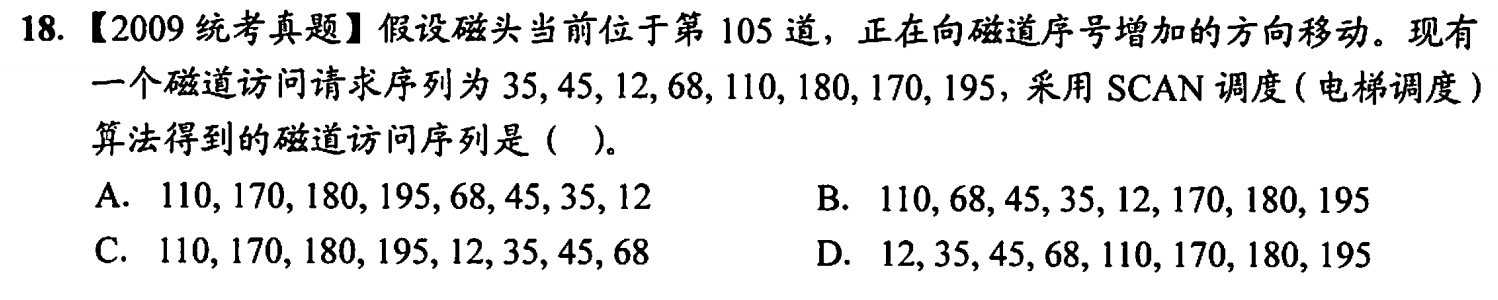 18. 【2009 统考真题】假设磁头当前位于第 105 道，正在向磁道序号增加的方向移动。现有
一个磁道访问请求序列为 35, 45, 12, 68, 110, 180, 170, 195，采用 SCAN 调度（电梯调度）
算法得到的磁道访问序列是（ ）。
A. 110, 170, 180, 195, 68, 45, 35, 12 B. 110, 68, 45, 35, 12, 170, 180, 195
C. 110, 170, 180, 195, 12, 35, 45, 68 D. 12, 35, 45, 68, 110, 170, 180, 195